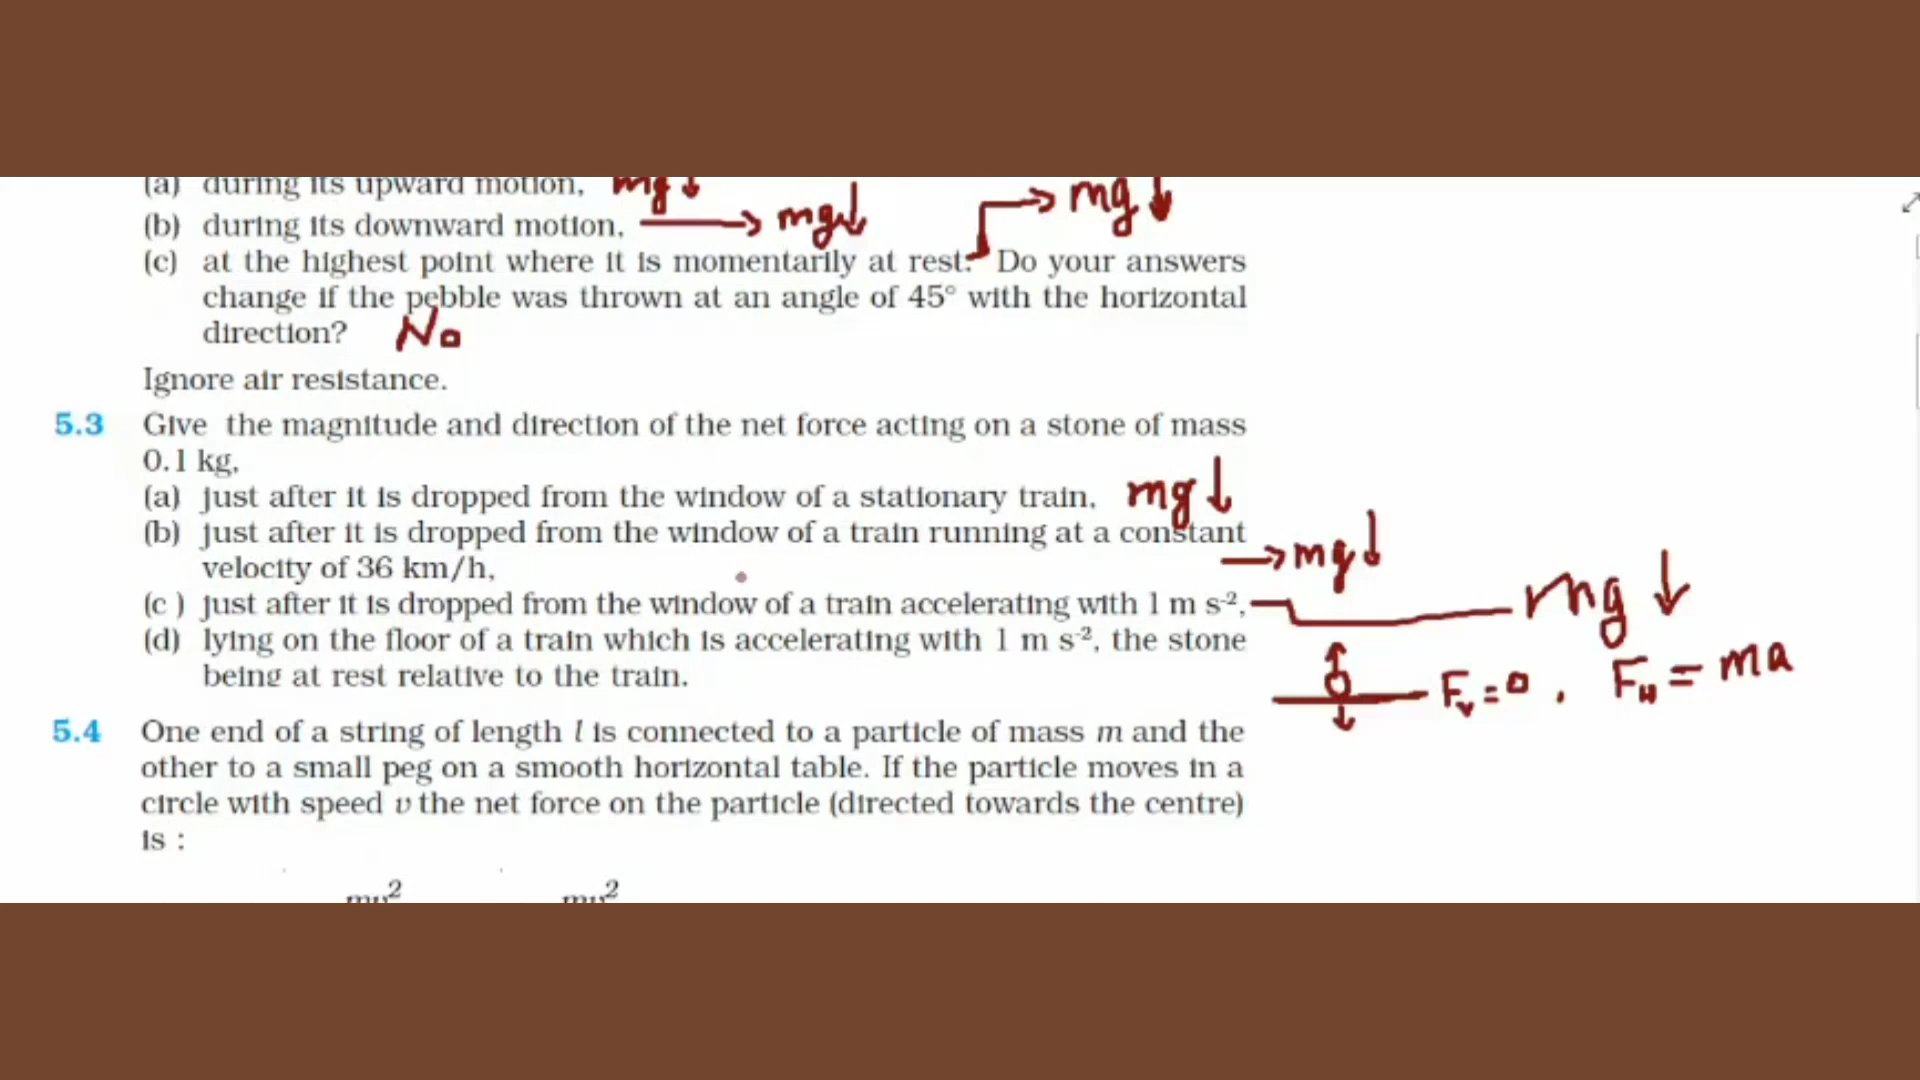 (a) during its upward motion, mg↓
(b) during its downward motion, → mg↓ → mg↓
(c) at the highest point where it is momentarily at rest. Do your answers
change if the pebble was thrown at an angle of 45° with the horizontal
direction? No
Ignore air resistance.
5.3 Give the magnitude and direction of the net force acting on a stone of mass
0.1 kg,
(a) just after it is dropped from the window of a stationary train, mg↓
(b) just after it is dropped from the window of a train running at a constant
velocity of 36 km/h, → mg↓
(c ) just after it is dropped from the window of a train accelerating with 1 m s⁻², mg ↓
(d) lying on the floor of a train which is accelerating with 1 m s⁻², the stone
being at rest relative to the train. Fv = 0 . FH = ma
5.4 One end of a string of length l is connected to a particle of mass m and the
other to a small peg on a smooth horizontal table. If the particle moves in a
circle with speed v the net force on the particle (directed towards the centre)
is :